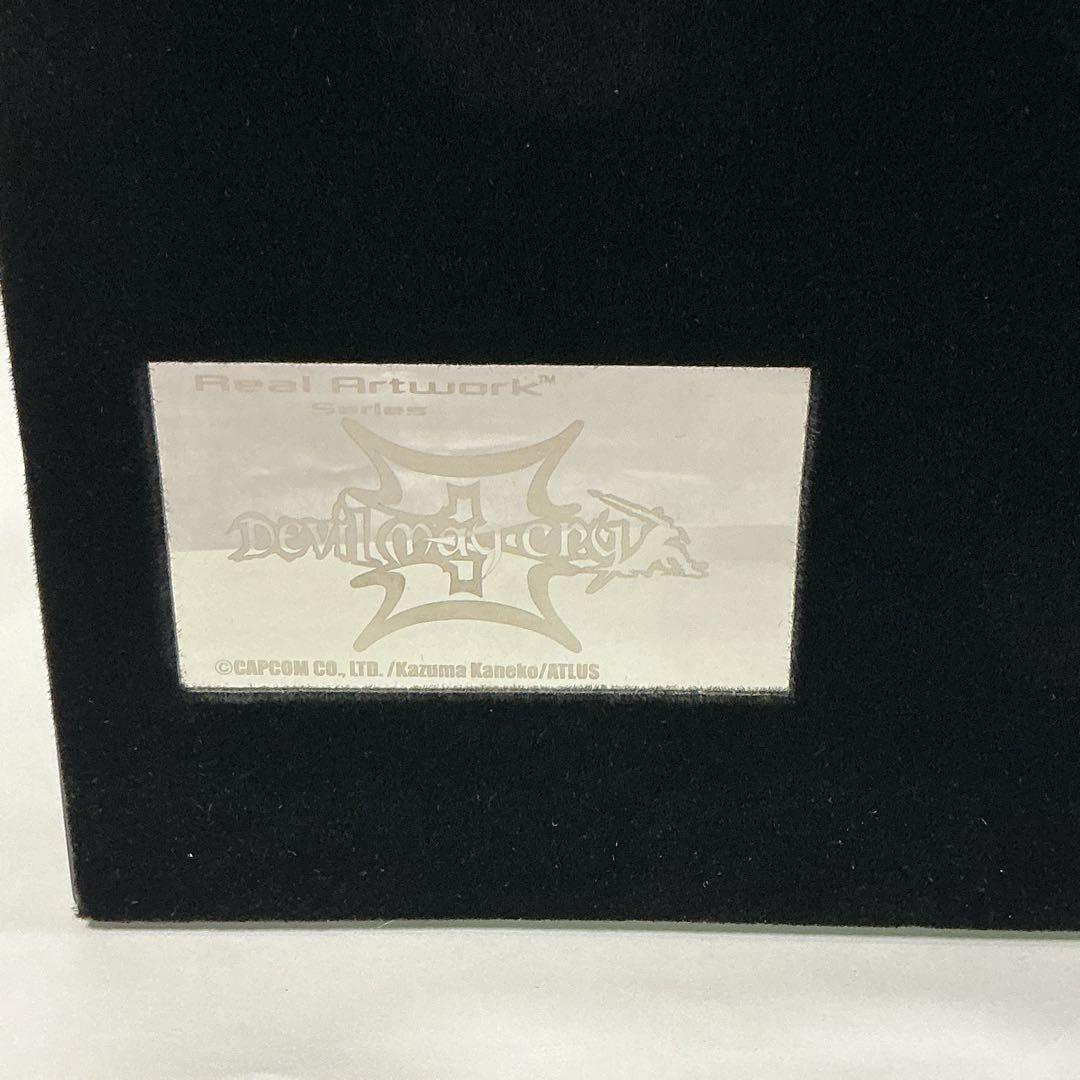 Real Artwork™
Series
Devil may cry
3
©CAPCOM CO., LTD. /Kazuma Kaneko/ATLUS